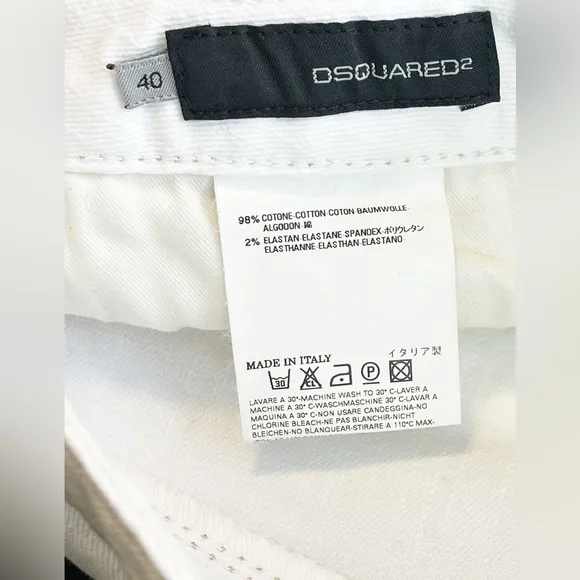 40
DSQUARED2
98% COTONE-COTTON-COTON-BAUMWOLLE-
ALGODON-綿
2% ELASTAN-ELASTANE-SPANDEX-ポリウレタン
ELASTHANNE-ELASTHAN-ELASTANO
MADE IN ITALY イタリア製
30 CL P
LAVARE A 30°-MACHINE WASH TO 30° C-LAVER A
MACHINE A 30° C-WASCHMASCHINE 30° C-LAVAR A
MAQUINA A 30° C-NON USARE CANDEGGINA-NO
CHLORINE BLEACH-NE PAS BLANCHIR-NICHT
BLEICHEN-NO BLANQUEAR-STIRARE A 110°C MAX-